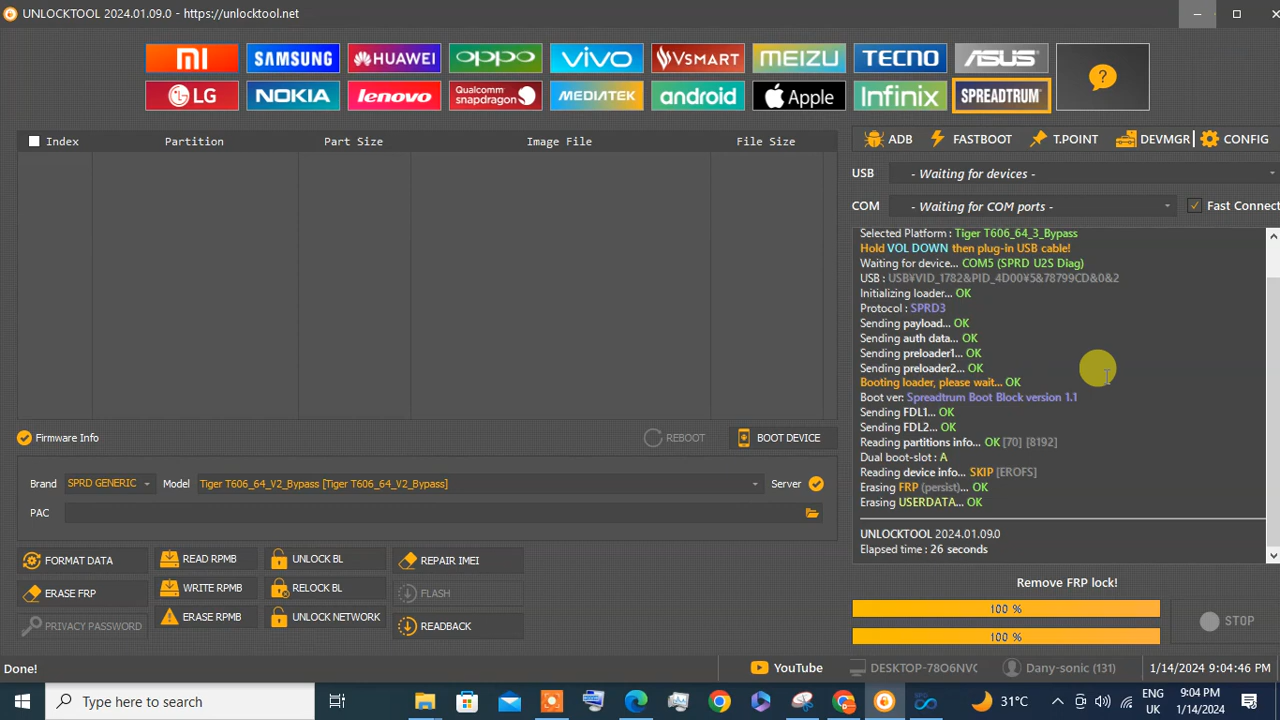 UNLOCKTOOL 2024.01.09.0 - https://unlocktool.net
mi SAMSUNG HUAWEI oppo vivo VSMART MEIZU TECNO ASUS ?
LG NOKIA lenovo Qualcomm snapdragon MEDIATEK android Apple Infinix SPREADTRUM
Index Partition Part Size Image File File Size
ADB FASTBOOT T.POINT DEVMGR CONFIG
USB - Waiting for devices -
COM - Waiting for COM ports - Fast Connect
Selected Platform : Tiger T606_64_3_Bypass
Hold VOL DOWN then plug-in USB cable!
Waiting for device... COM5 (SPRD U2S Diag)
USB : USB¥VID_1782&PID_4D00¥5&78799CD&0&2
Initializing loader... OK
Protocol : SPRD3
Sending payload... OK
Sending auth data... OK
Sending preloader1... OK
Sending preloader2... OK
Booting loader, please wait... OK
Boot ver: Spreadtrum Boot Block version 1.1
Sending FDL1... OK
Sending FDL2... OK
Reading partitions info... OK [70] [8192]
Dual boot-slot : A
Reading device info... SKIP [EROFS]
Erasing FRP (persist)... OK
Erasing USERDATA... OK
UNLOCKTOOL 2024.01.09.0
Elapsed time : 26 seconds
Firmware Info REBOOT BOOT DEVICE
Brand SPRD GENERIC Model Tiger T606_64_V2_Bypass [Tiger T606_64_V2_Bypass] Server
PAC
FORMAT DATA READ RPMB UNLOCK BL REPAIR IMEI
ERASE FRP WRITE RPMB RELOCK BL FLASH
PRIVACY PASSWORD ERASE RPMB UNLOCK NETWORK READBACK
Remove FRP lock!
100 %
100 %
STOP
Done! YouTube DESKTOP-78O6NVC Dany-sonic (131) 1/14/2024 9:04:46 PM
Type here to search 31°C ENG UK 9:04 PM 1/14/2024